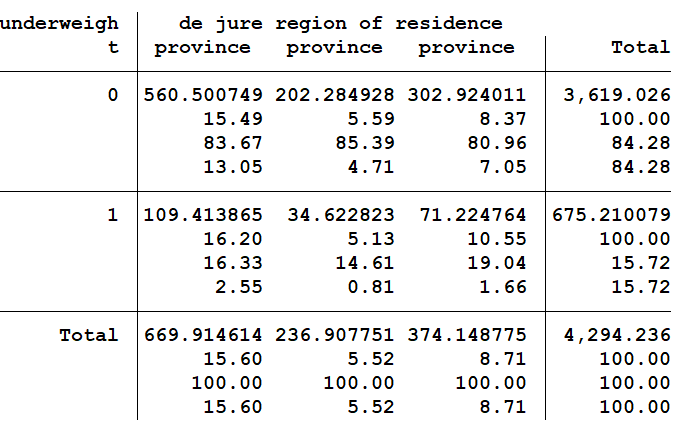 underweigh de jure region of residence
t province province province Total
0 560.500749 202.284928 302.924011 3,619.026
15.49 5.59 8.37 100.00
83.67 85.39 80.96 84.28
13.05 4.71 7.05 84.28
1 109.413865 34.622823 71.224764 675.210079
16.20 5.13 10.55 100.00
16.33 14.61 19.04 15.72
2.55 0.81 1.66 15.72
Total 669.914614 236.907751 374.148775 4,294.236
15.60 5.52 8.71 100.00
100.00 100.00 100.00 100.00
15.60 5.52 8.71 100.00